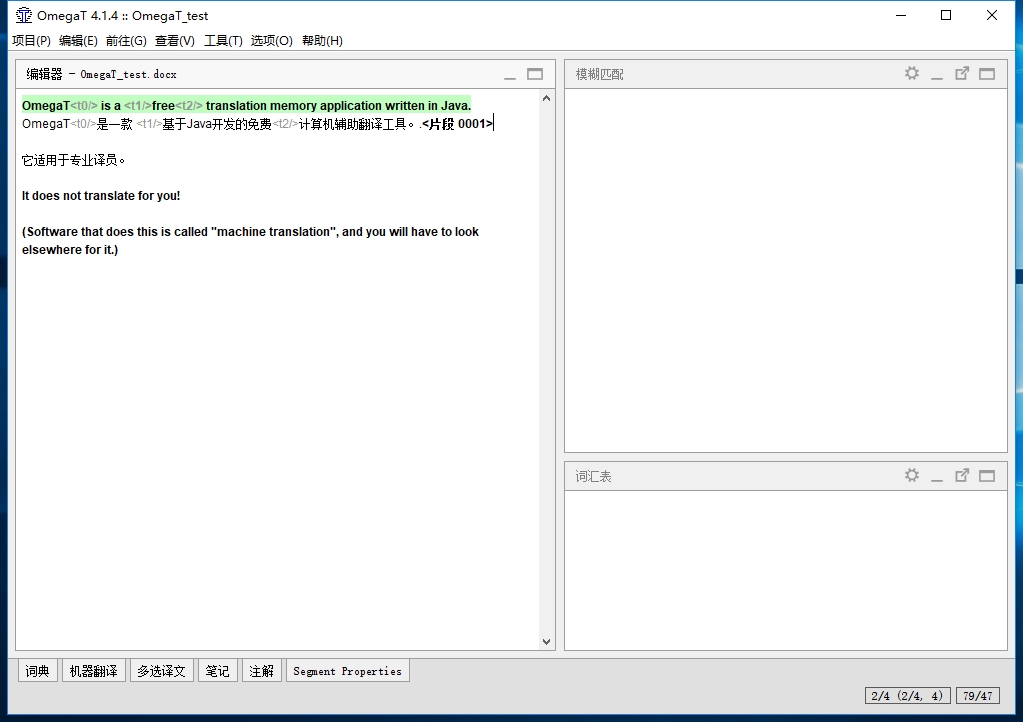 OmegaT 4.1.4 :: OmegaT_test
项目(P) 编辑(E) 前往(G) 查看(V) 工具(T) 选项(O) 帮助(H)
编辑器 - OmegaT_test.docx
OmegaT<t0/> is a <t1/>free<t2/> translation memory application written in Java.
OmegaT<t0/>是一款 <t1/>基于Java开发的免费<t2/>计算机辅助翻译工具。.<片段 0001>
它适用于专业译员。
It does not translate for you!
(Software that does this is called "machine translation", and you will have to look
elsewhere for it.)
模糊匹配
词汇表
词典 机器翻译 多选译文 笔记 注解 Segment Properties
2/4 (2/4, 4) 79/47